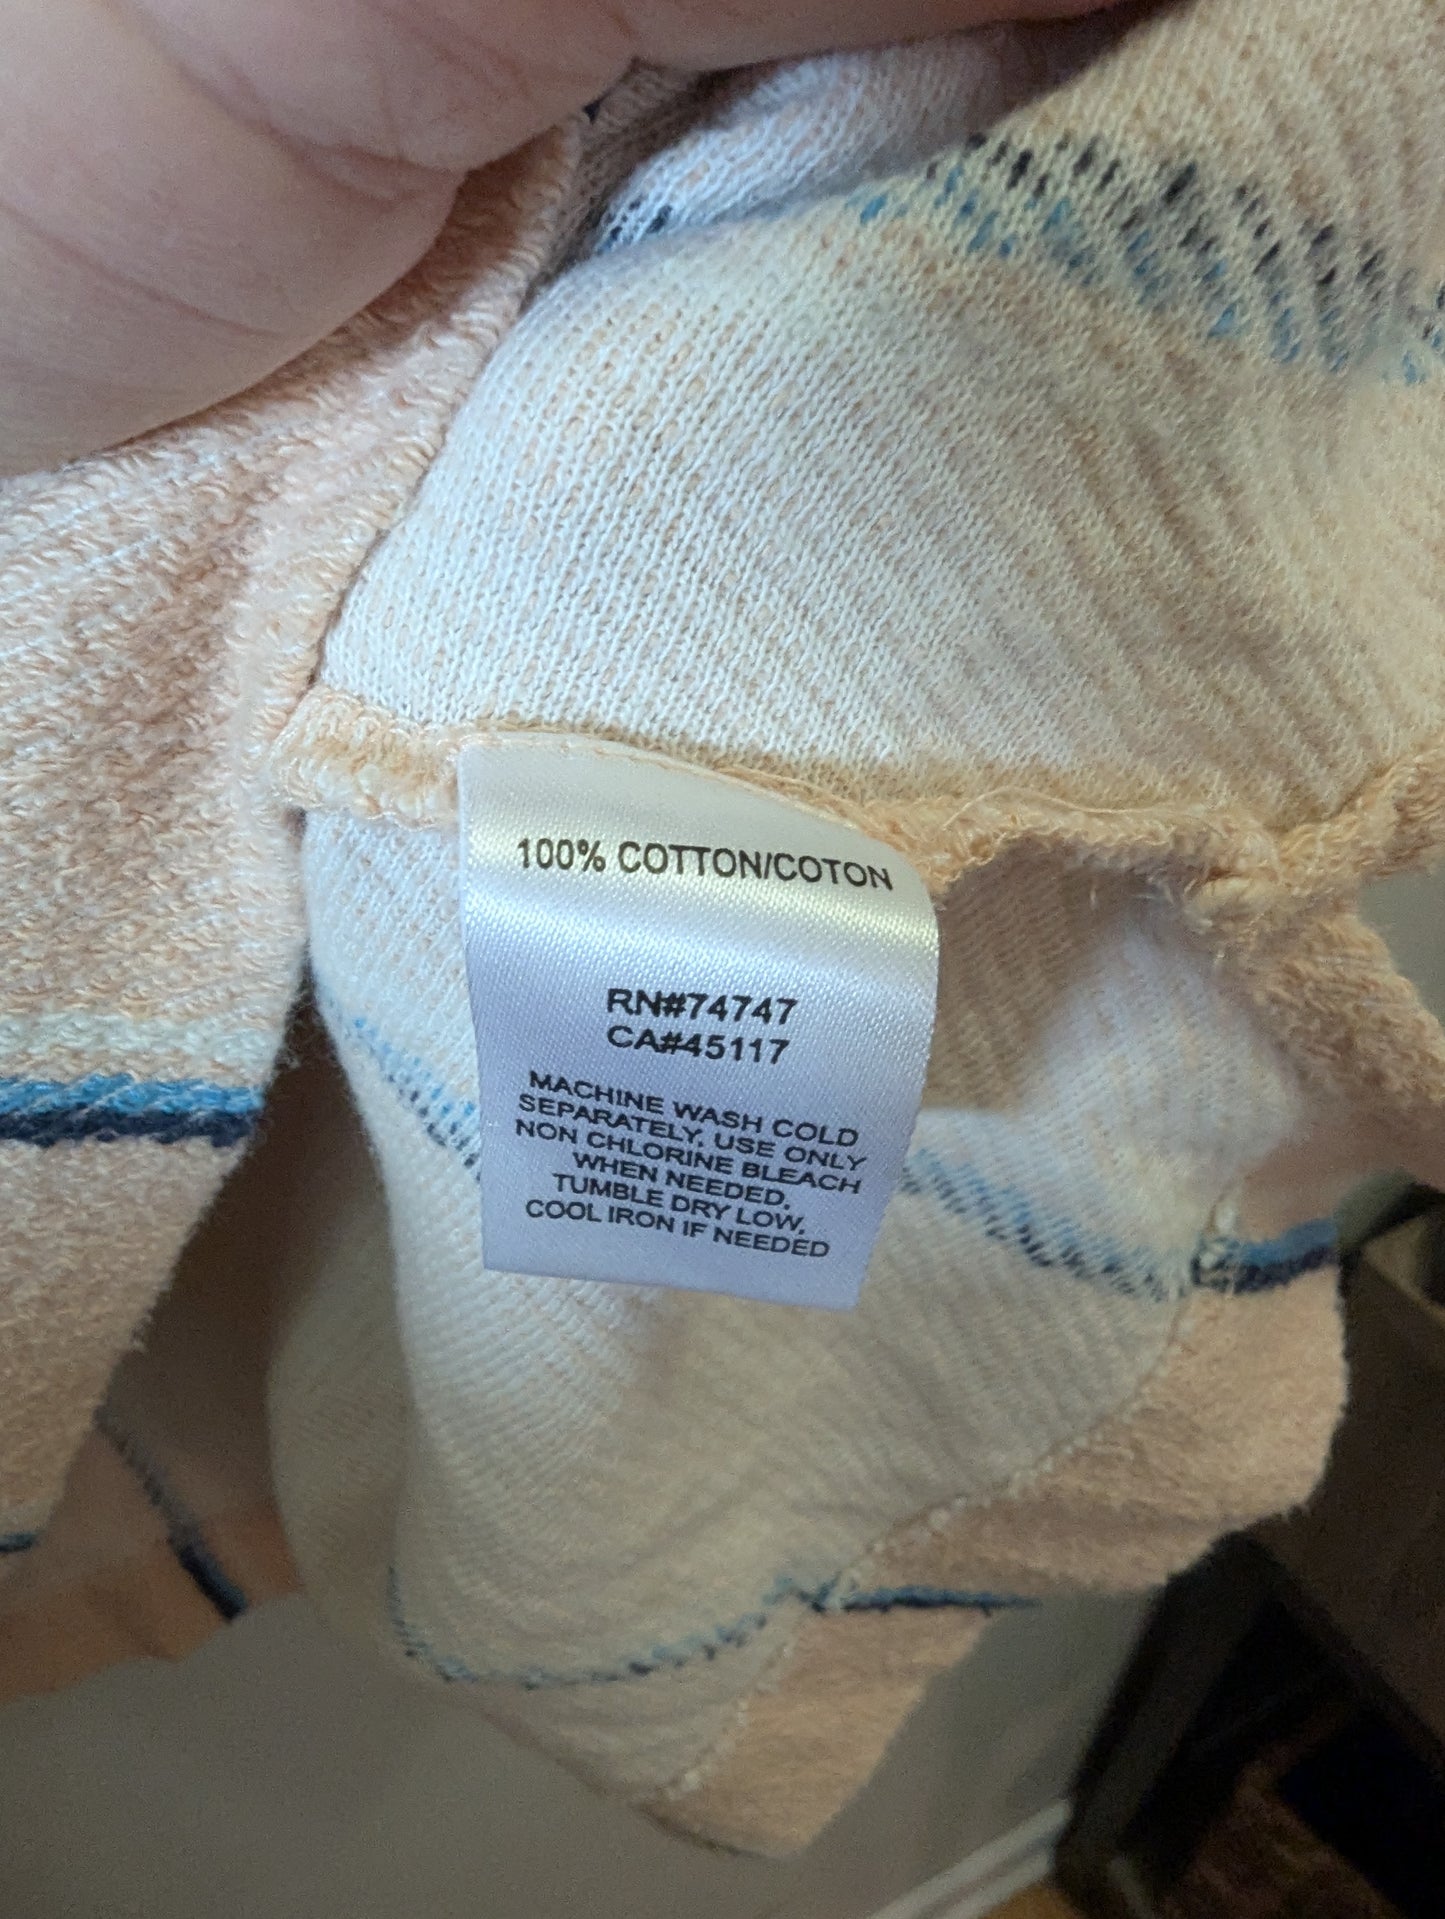 100% COTTON/COTON
RN#74747
CA#45117
MACHINE WASH COLD
SEPARATELY, USE ONLY
NON CHLORINE BLEACH
WHEN NEEDED,
TUMBLE DRY LOW,
COOL IRON IF NEEDED